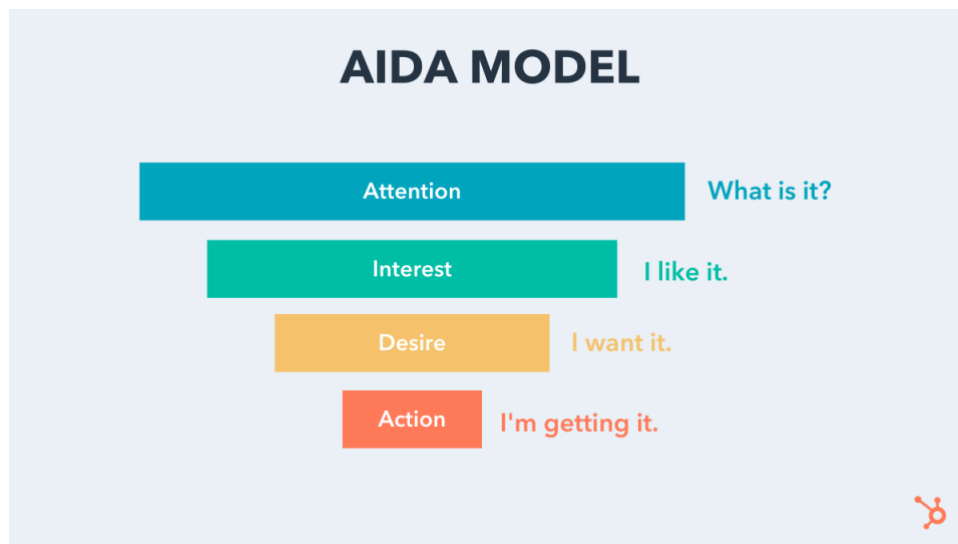 AIDA MODEL
Attention
What is it?
Interest
I like it.
Desire
I want it.
Action
I'm getting it.